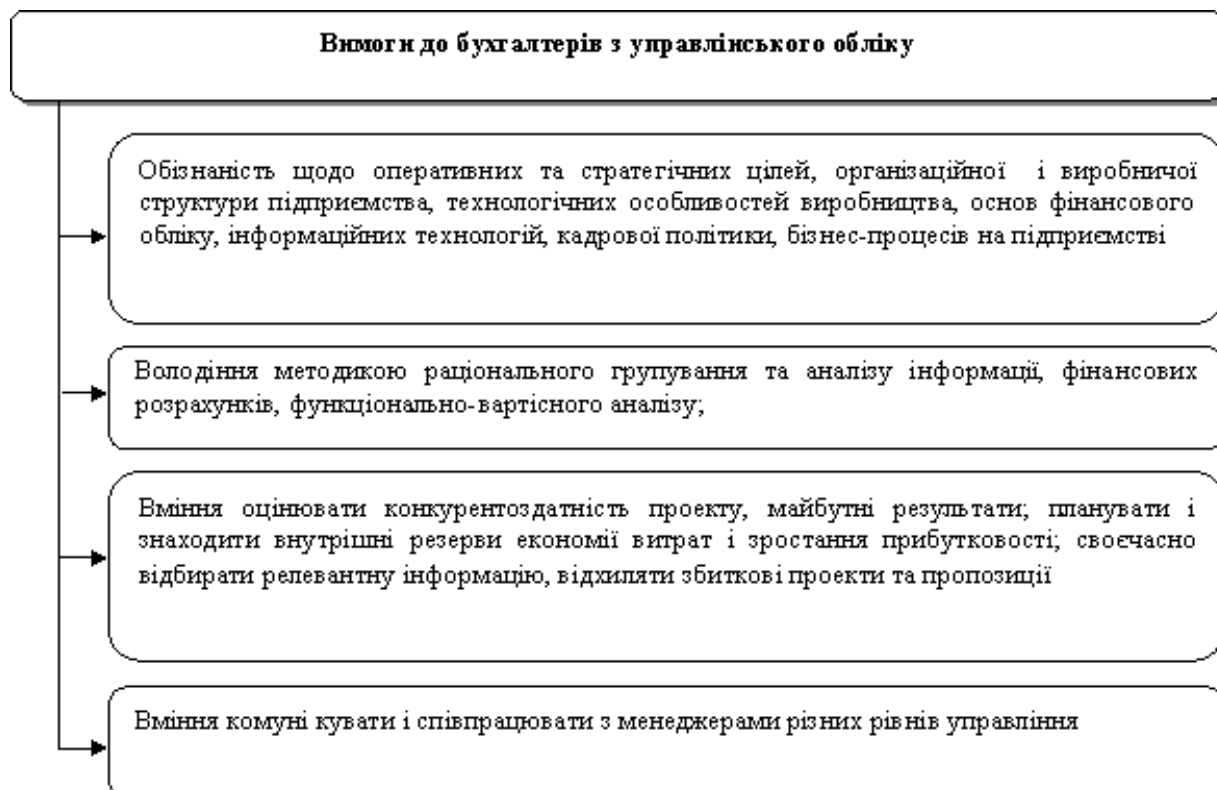 Вимоги до бухгалтерів з управлінського обліку
Обізнаність щодо оперативних та стратегічних цілей, організаційної і виробничої
структури підприємства, технологічних особливостей виробництва, основ фінансового
обліку, інформаційних технологій, кадрової політики, бізнес-процесів на підприємстві
Володіння методикою раціонального групування та аналізу інформації, фінансових
розрахунків, функціонально-вартісного аналізу;
Вміння оцінювати конкурентоздатність проекту, майбутні результати; планувати і
знаходити внутрішні резерви економії витрат і зростання прибутковості; своєчасно
відбирати релевантну інформацію, відхиляти збиткові проекти та пропозиції
Вміння комуні кувати і співпрацювати з менеджерами різних рівнів управління